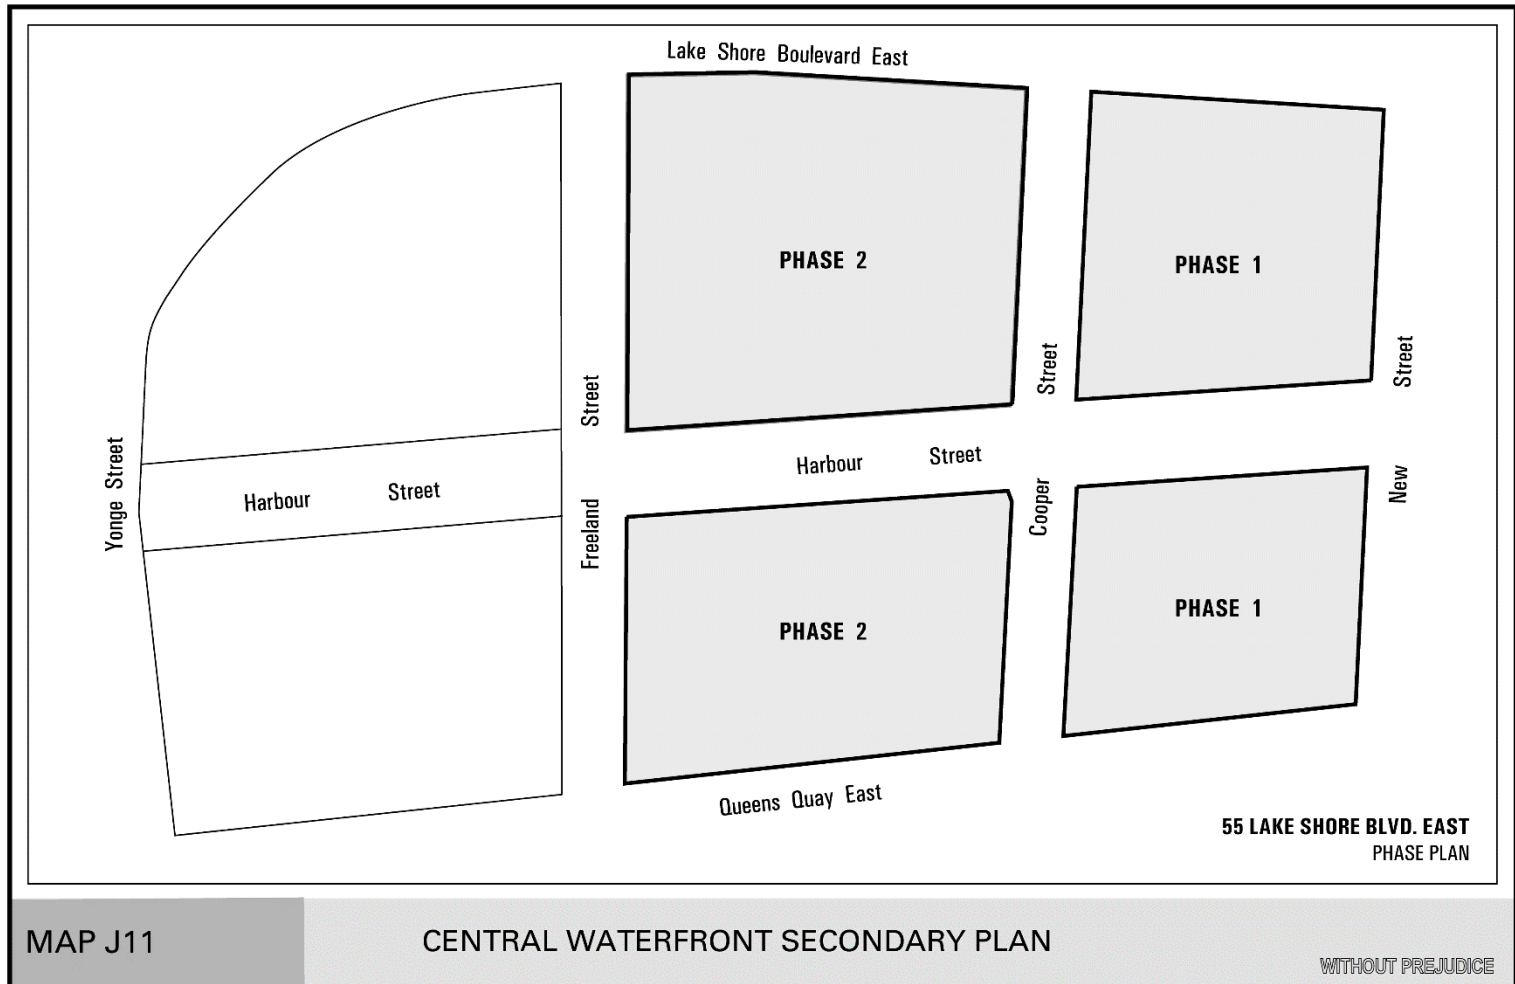 Lake Shore Boulevard East
PHASE 2
PHASE 1
Yonge Street
Harbour Street
Freeland Street
Harbour Street
Cooper Street
New Street
PHASE 2
PHASE 1
Queens Quay East
55 LAKE SHORE BLVD. EAST
PHASE PLAN
MAP J11
CENTRAL WATERFRONT SECONDARY PLAN
WITHOUT PREJUDICE